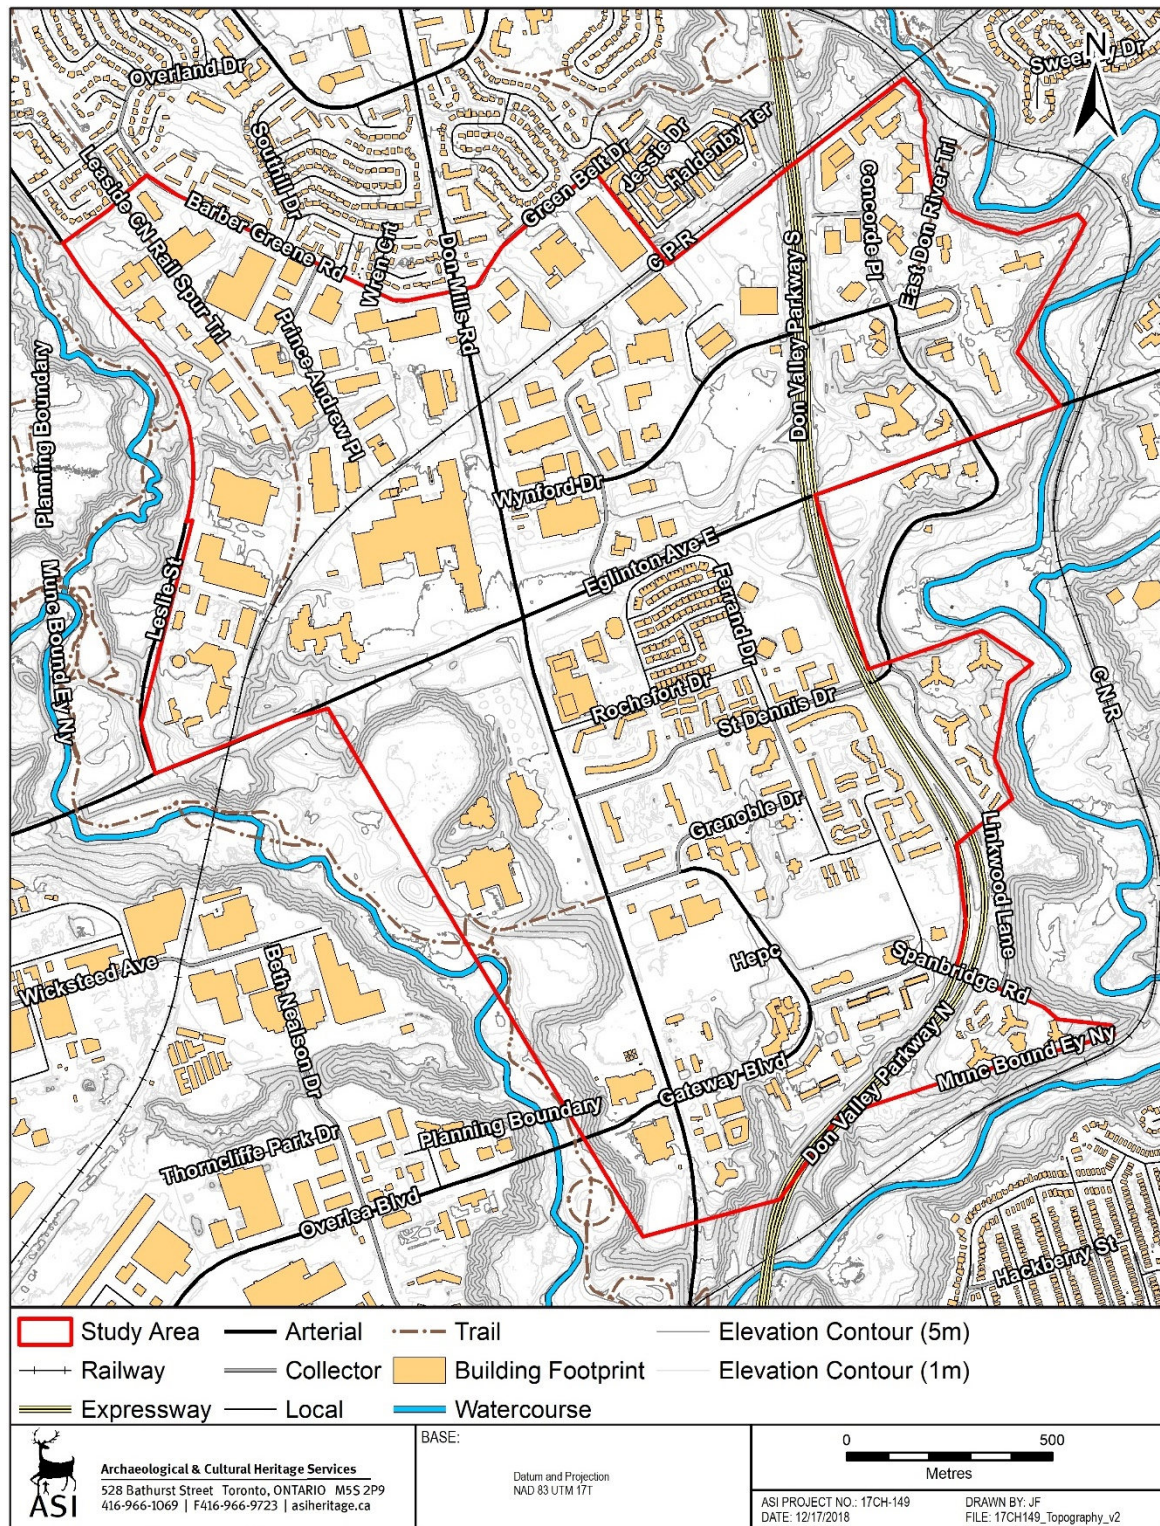 Overland Dr
Sweeny Dr
N
Southill Dr
Jessie Dr
Haldenby Ter
Green Belt Dr
Leaside CN Rail Spur Trl
Barber Greene Rd
Wren Crt
Don Mills Rd
C P R
Concorde Pl
East Don River Trl
Don Valley Parkway S
Prince Andrew Pl
Planning Boundary
Wynford Dr
Eglinton Ave E
Leslie St
Munc Bound Ey Ny
Ferrand Dr
Rochefort Dr
St Dennis Dr
C N R
Grenoble Dr
Linkwood Lane
Wicksteed Ave
Beth Nealson Dr
Hepc
Spanbridge Rd
Don Valley Parkway N
Munc Bound Ey Ny
Gateway Blvd
Planning Boundary
Thorncliffe Park Dr
Overlea Blvd
Hackberry St
Study Area
Arterial
Trail
Elevation Contour (5m)
Railway
Collector
Building Footprint
Elevation Contour (1m)
Expressway
Local
Watercourse
ASI
Archaeological & Cultural Heritage Services
528 Bathurst Street Toronto, ONTARIO M5S 2P9
416-966-1069 | F416-966-9723 | asiheritage.ca
BASE:
Datum and Projection
NAD 83 UTM 17T
0 500
Metres
ASI PROJECT NO.: 17CH-149
DATE: 12/17/2018
DRAWN BY: JF
FILE: 17CH149_Topography_v2